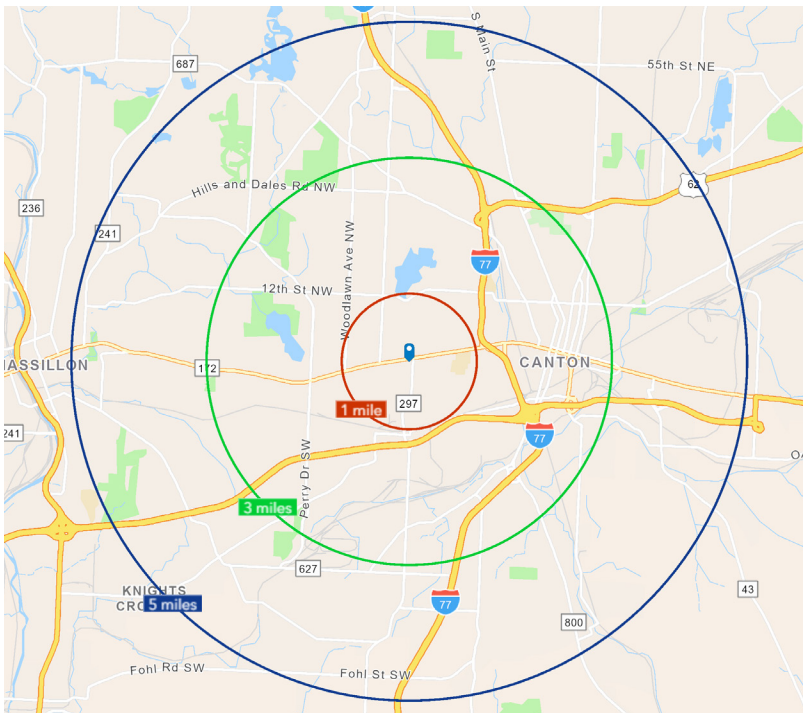 S Main St
687
55th St NE
62
Hills and Dales Rd NW
236
241
Woodlawn Ave NW
77
12th St NW
ASSILLON
172
CANTON
297
1 mile
241
77
Perry Dr SW
3 miles
627
KNIGHTS
CRO
5 miles
77
43
800
Fohl Rd SW
Fohl St SW